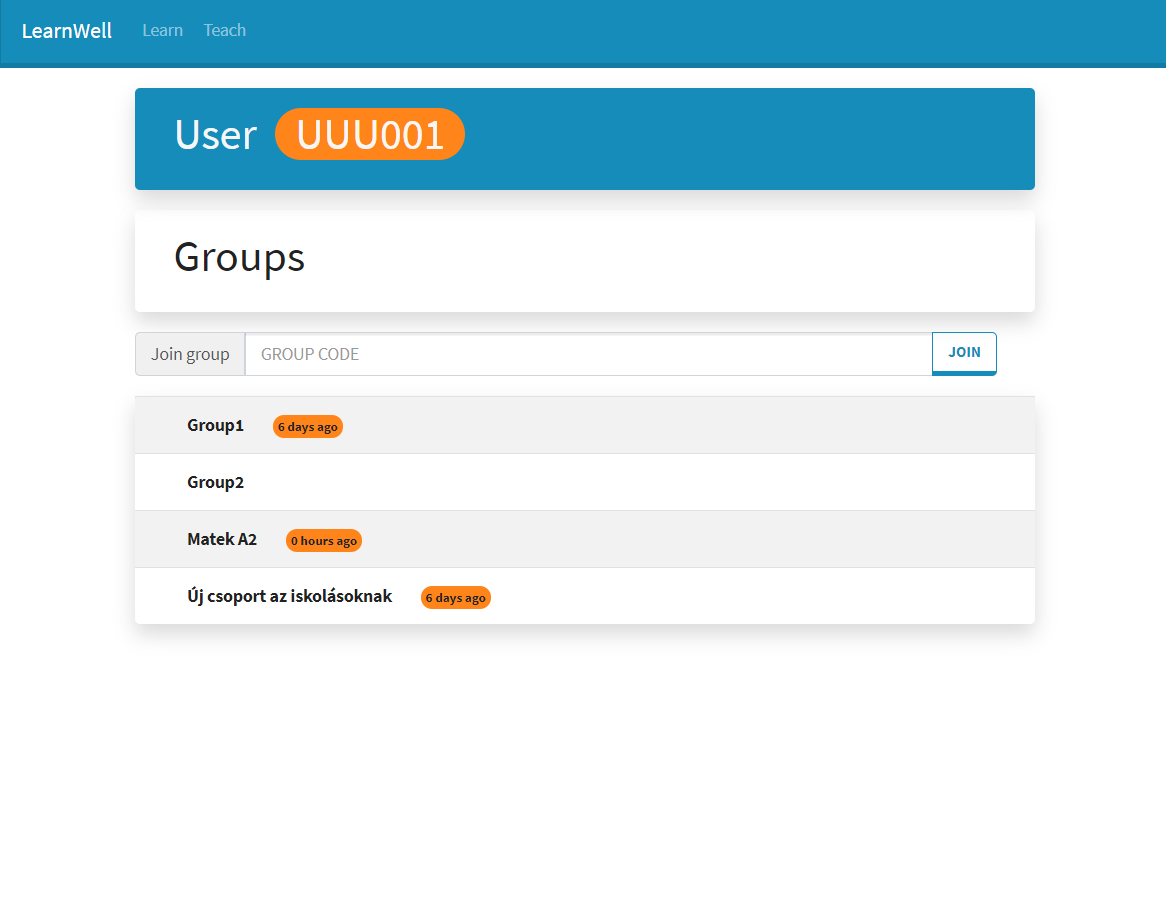 LearnWell Learn Teach
User UUU001
Groups
Join group GROUP CODE JOIN
Group1 6 days ago
Group2
Matek A2 0 hours ago
Új csoport az iskolásoknak 6 days ago